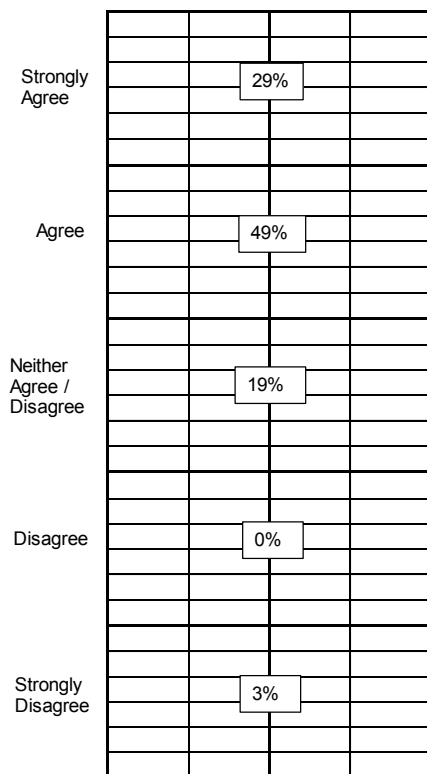 Strongly
Agree
29%
Agree
49%
Neither
Agree /
Disagree
19%
Disagree
0%
Strongly
Disagree
3%